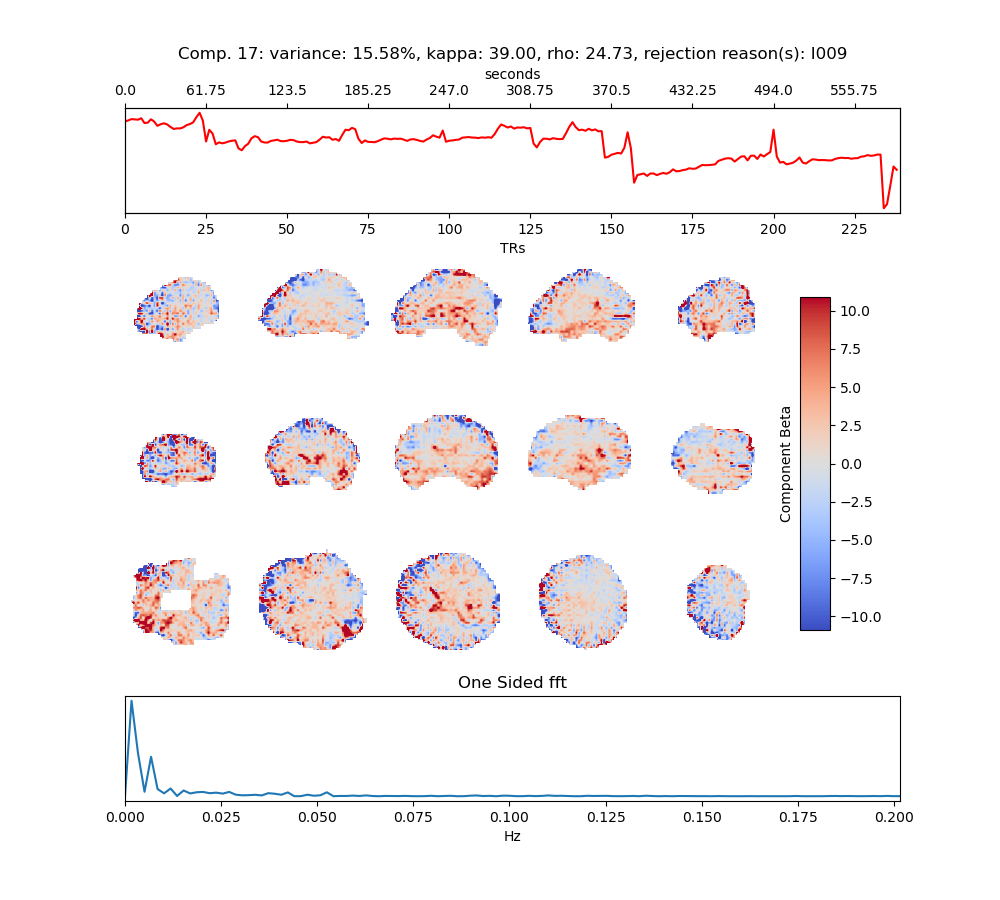 Comp. 17: variance: 15.58%, kappa: 39.00, rho: 24.73, rejection reason(s): I009
seconds
0.0 61.75 123.5 185.25 247.0 308.75 370.5 432.25 494.0 555.75
0 25 50 75 100 125 150 175 200 225
TRs
10.0
7.5
5.0
2.5
0.0
−2.5
−5.0
−7.5
−10.0
Component Beta
One Sided fft
0.000 0.025 0.050 0.075 0.100 0.125 0.150 0.175 0.200
Hz